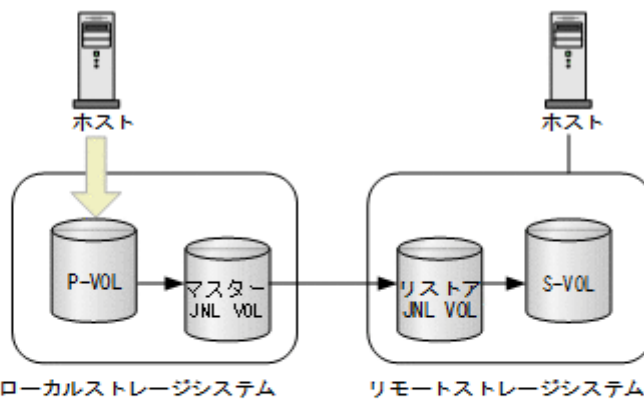 ホスト
ホスト
P-VOL
マスター
JNL VOL
リストア
JNL VOL
S-VOL
ローカルストレージシステム
リモートストレージシステム